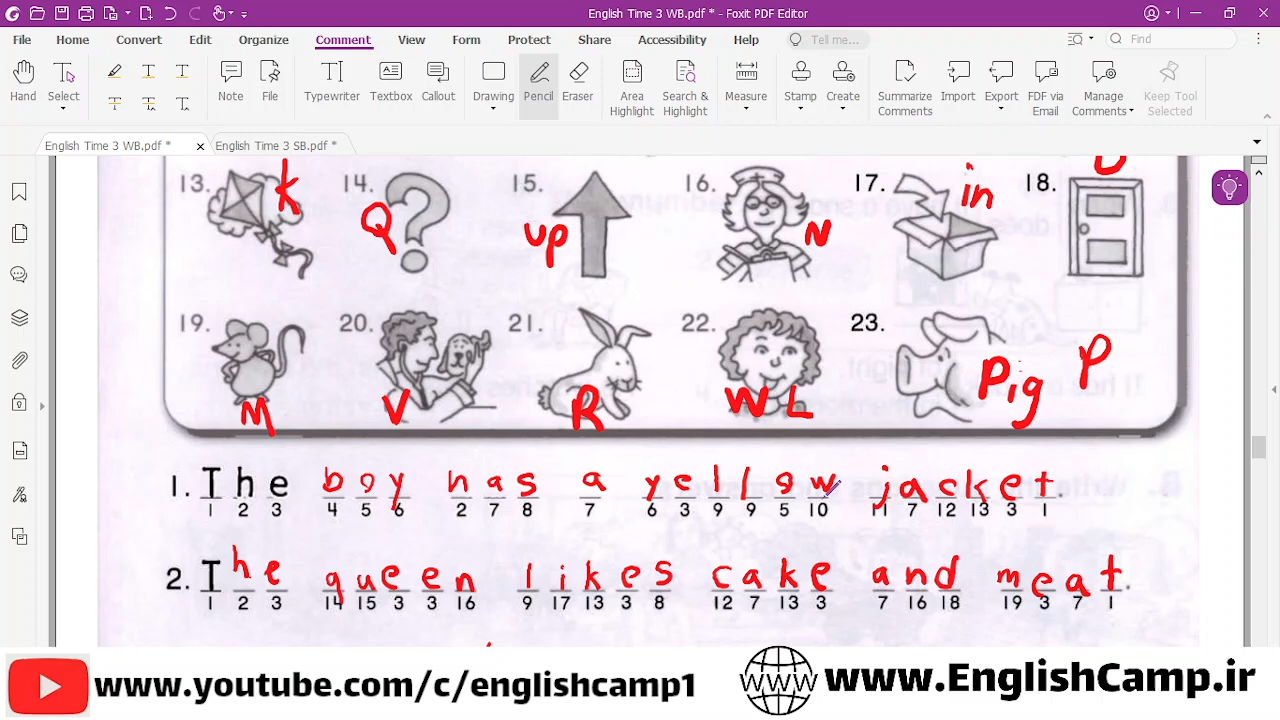 English Time 3 WB.pdf * - Foxit PDF Editor
File Home Convert Edit Organize Comment View Form Protect Share Accessibility Help Tell me... Find
Hand Select Note File Typewriter Textbox Callout Drawing Pencil Eraser Area Highlight Search & Highlight Measure Stamp Create Summarize Comments Import Export PDF via Email Manage Comments Keep Tool Selected
English Time 3 WB.pdf * English Time 3 SB.pdf *
13. K 14. Q 15. up 16. N 17. in 18.
19. M 20. V 21. R 22. W L 23. Pig P
1. The boy has a yellow jacket.
1 2 3 4 5 6 2 7 8 7 6 3 9 9 5 10 11 7 12 13 3 1
2. The queen likes cake and meat.
1 2 3 14 15 3 3 16 9 17 13 3 8 12 7 13 3 7 16 18 19 3 7 1
www.youtube.com/c/englishcamp1 www www.EnglishCamp.ir